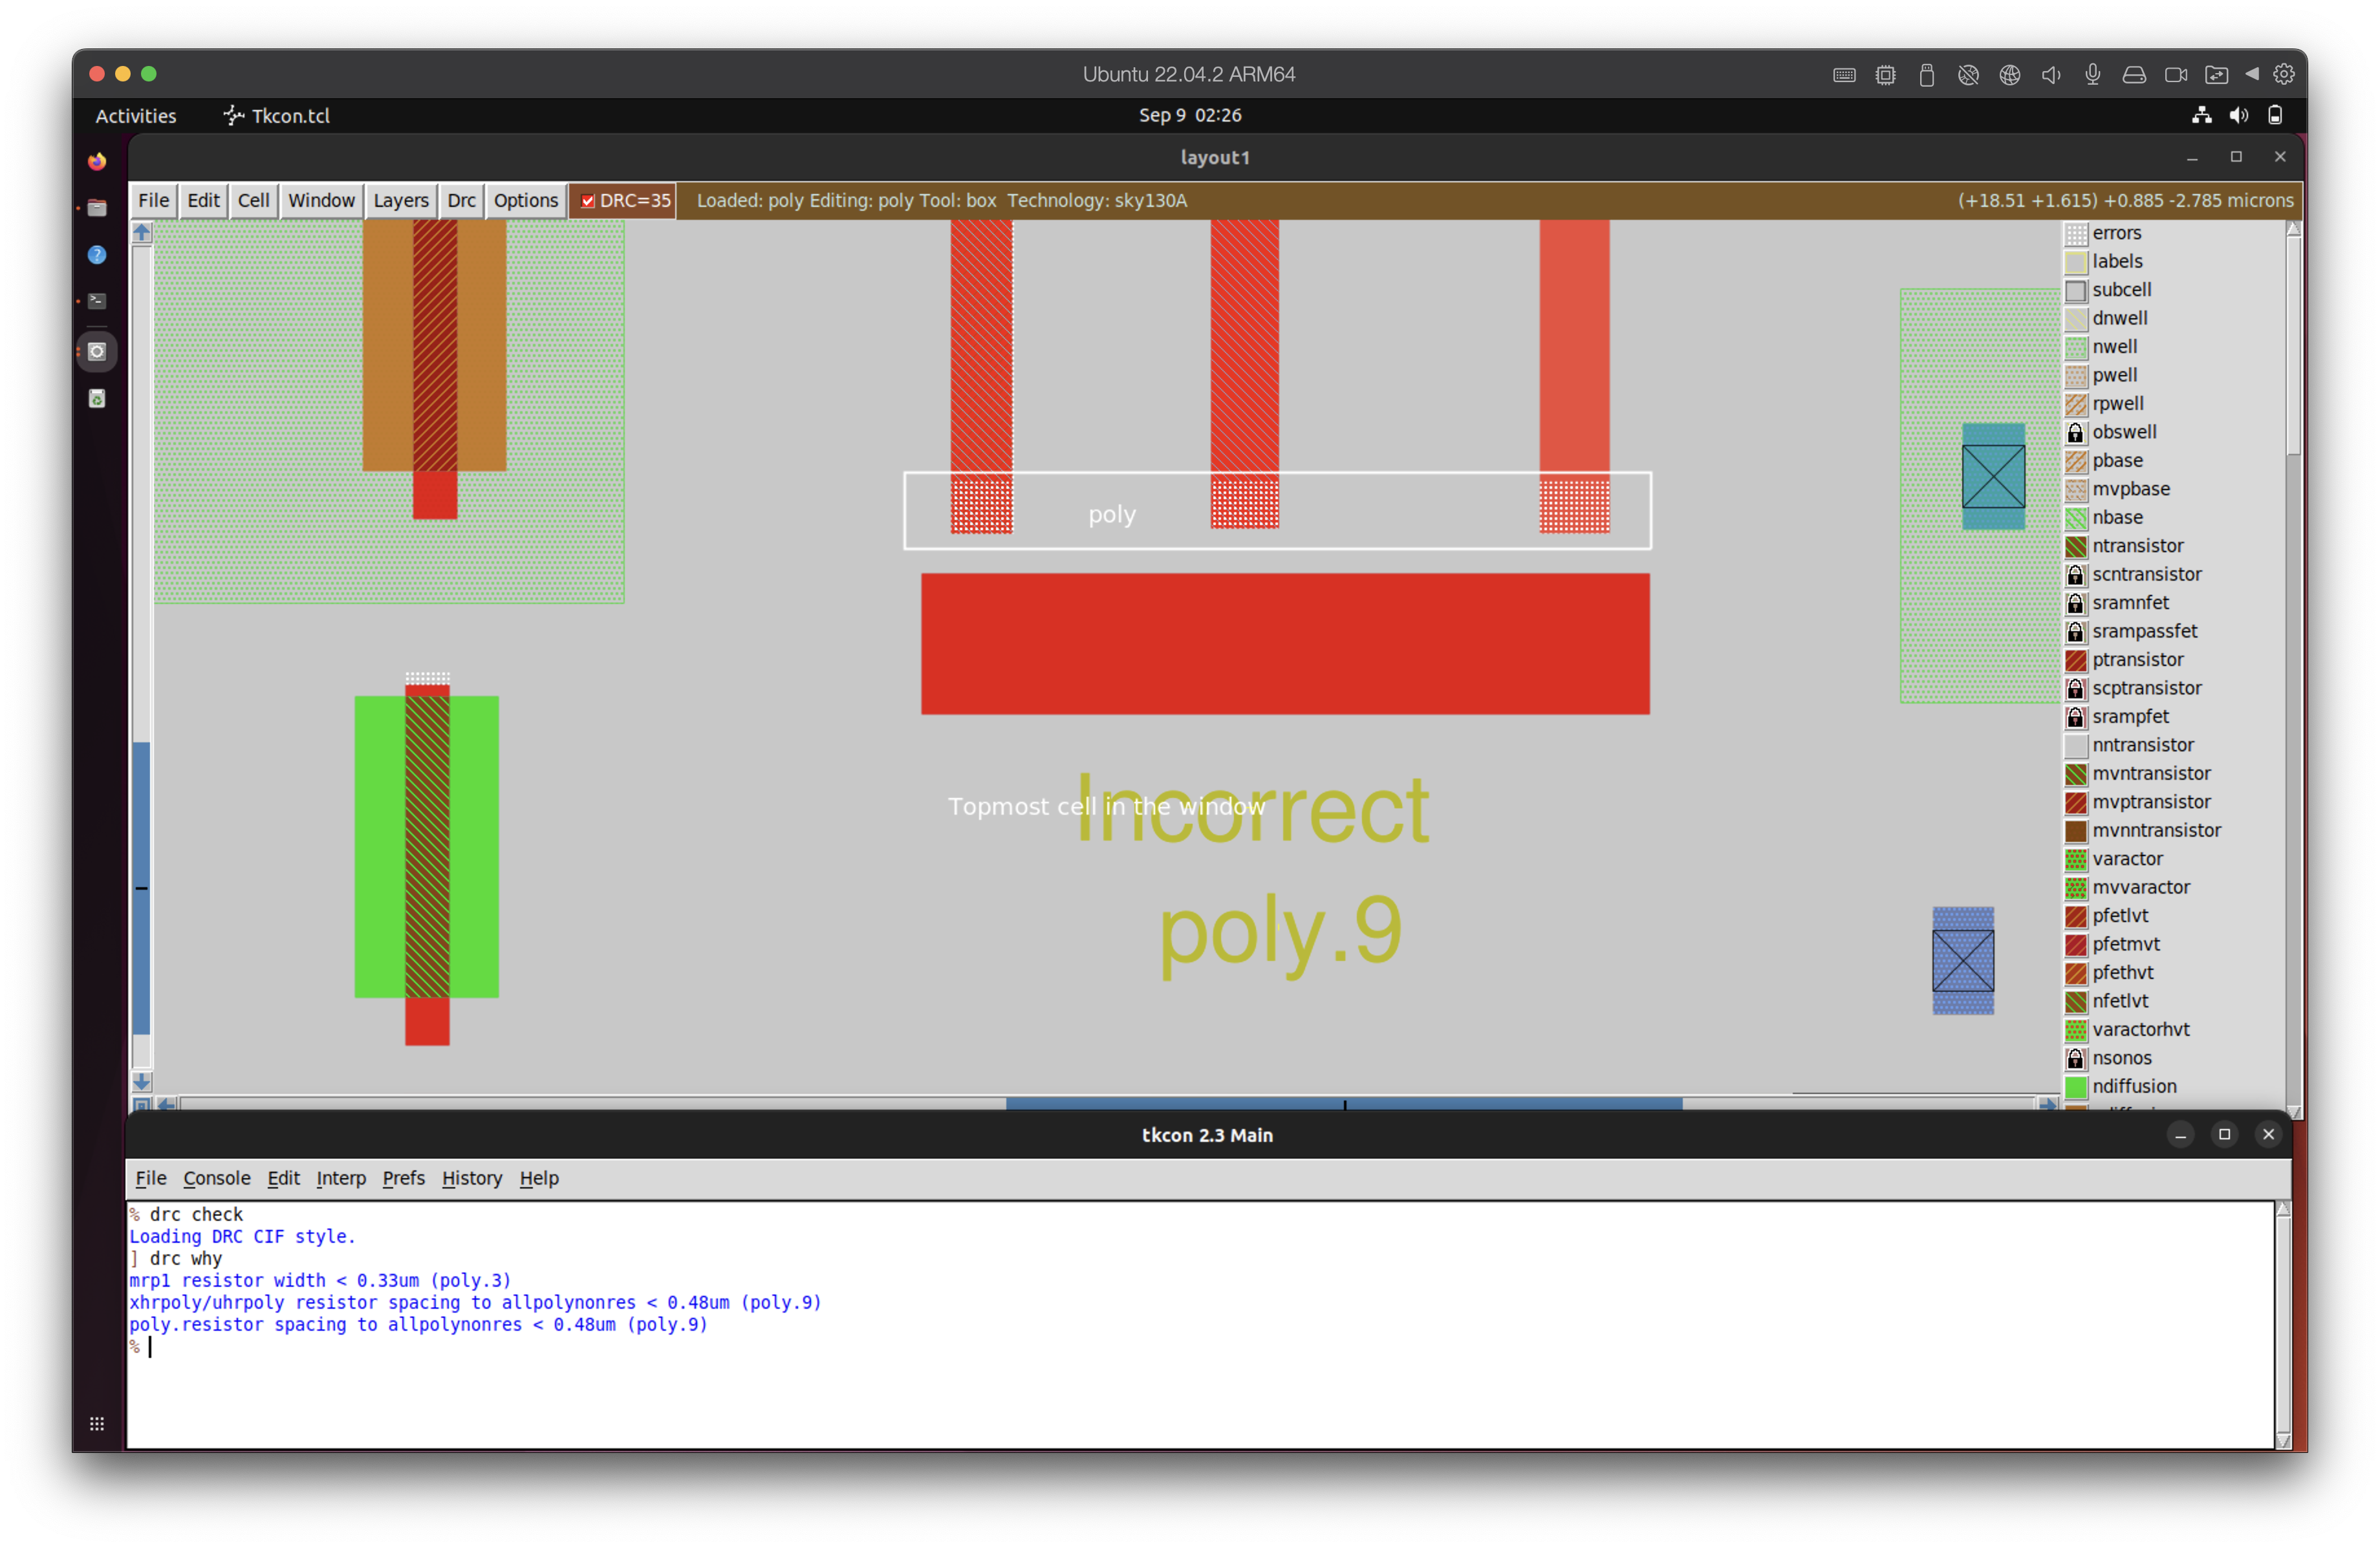 Ubuntu 22.04.2 ARM64
Activities Tkcon.tcl Sep 9 02:26
layout1
File Edit Cell Window Layers Drc Options DRC=35 Loaded: poly Editing: poly Tool: box Technology: sky130A (+18.51 +1.615) +0.885 -2.785 microns
errors
labels
subcell
dnwell
nwell
pwell
rpwell
obswell
pbase
mvpbase
nbase
ntransistor
scntransistor
sramnfet
srampassfet
ptransistor
scptransistor
srampfet
nntransistor
mvntransistor
mvptransistor
mvnntransistor
varactor
mvvaractor
pfetlvt
pfetmvt
pfethvt
nfetlvt
varactorhvt
nsonos
ndiffusion
poly
Topmost cell in the window
Incorrect
poly.9
tkcon 2.3 Main
File Console Edit Interp Prefs History Help
% drc check
Loading DRC CIF style.
] drc why
mrp1 resistor width < 0.33um (poly.3)
xhrpoly/uhrpoly resistor spacing to allpolynonres < 0.48um (poly.9)
poly.resistor spacing to allpolynonres < 0.48um (poly.9)
%